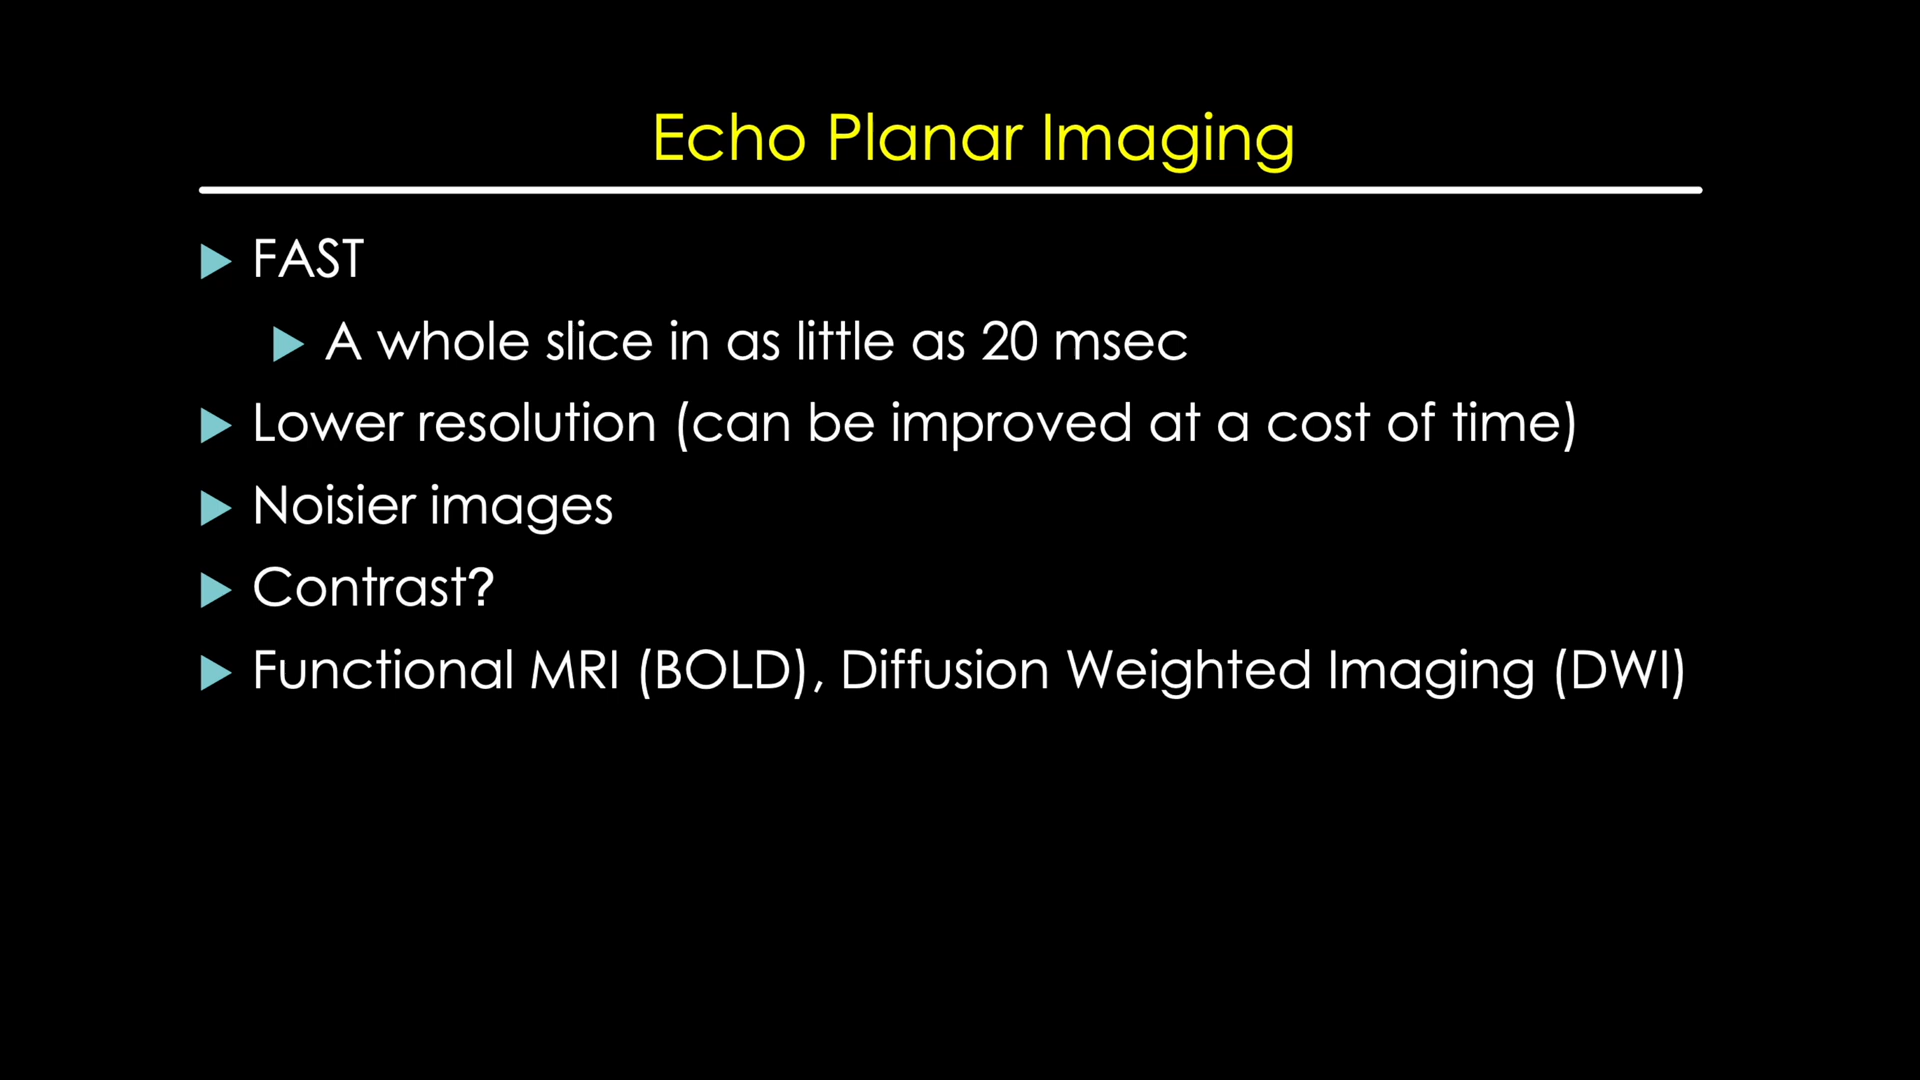 Echo Planar Imaging
FAST
A whole slice in as little as 20 msec
Lower resolution (can be improved at a cost of time)
Noisier images
Contrast?
Functional MRI (BOLD), Diffusion Weighted Imaging (DWI)